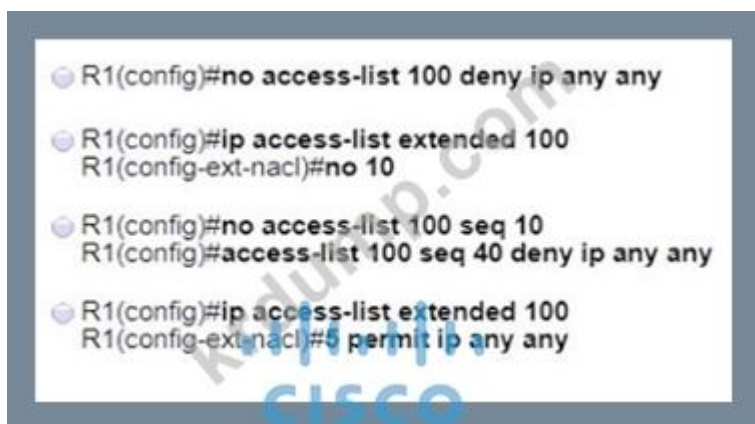 R1(config)#no access-list 100 deny ip any any
R1(config)#ip access-list extended 100
R1(config-ext-nacl)#no 10
R1(config)#no access-list 100 seq 10
R1(config)#access-list 100 seq 40 deny ip any any
R1(config)#ip access-list extended 100
R1(config-ext-nacl)#5 permit ip any any
krdump.com
CISCO